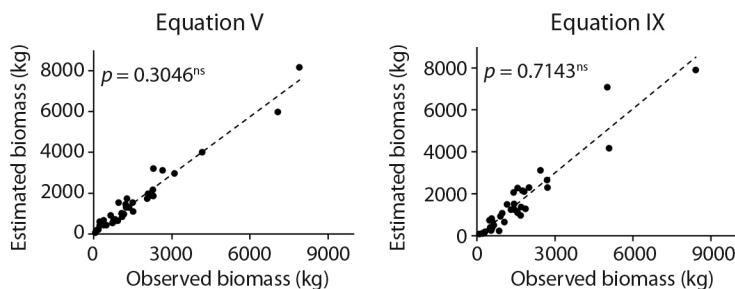 Equation V
Estimated biomass (kg)
8000
6000
4000
2000
0
p = 0.3046ns
0
3000
6000
9000
Observed biomass (kg)
Equation IX
Estimated biomass (kg)
8000
6000
4000
2000
0
p = 0.7143ns
0
3000
6000
9000
Observed biomass (kg)